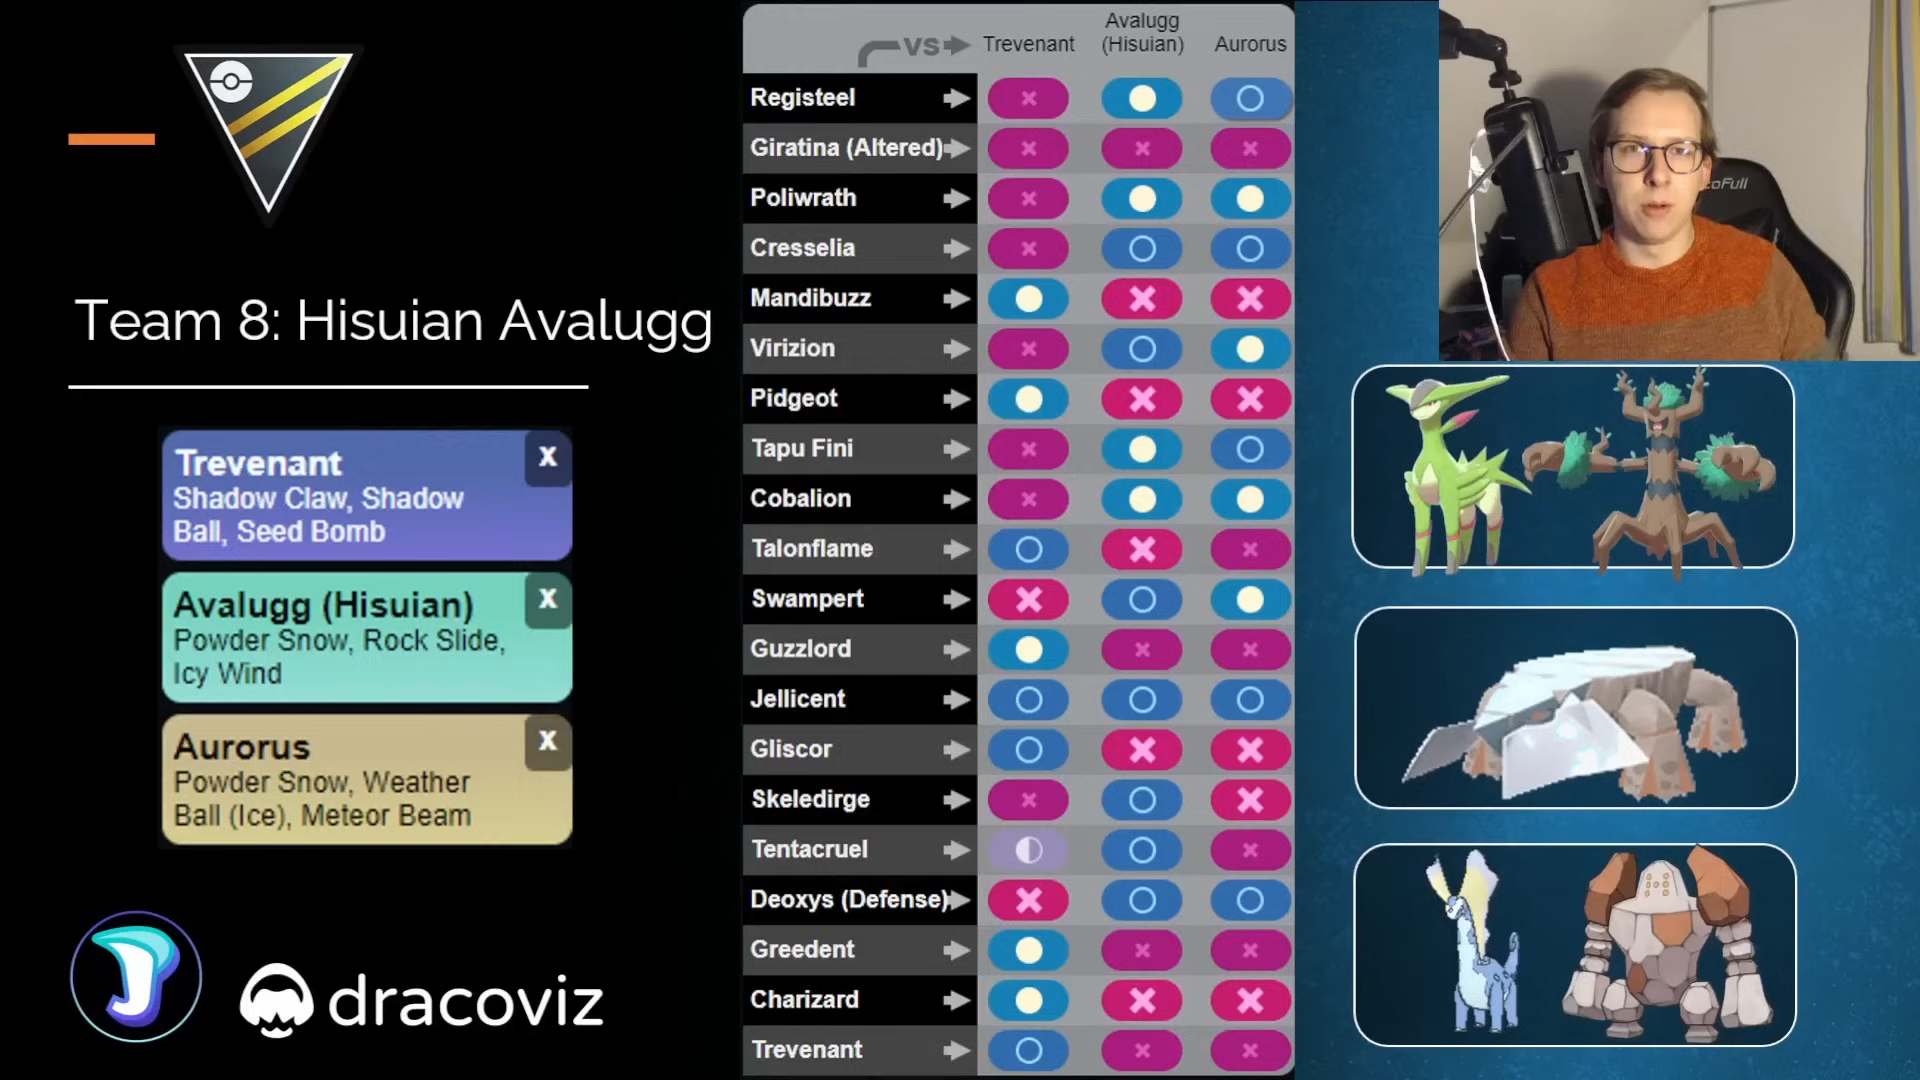 Team 8: Hisuian Avalugg
Trevenant
X
Shadow Claw, Shadow
Ball, Seed Bomb
Avalugg (Hisuian)
X
Powder Snow, Rock Slide,
Icy Wind
Aurorus
X
Powder Snow, Weather
Ball (Ice), Meteor Beam
dracoviz
vs
Trevenant
Avalugg
(Hisuian)
Aurorus
Registeel
Giratina (Altered)
Poliwrath
Cresselia
Mandibuzz
Virizion
Pidgeot
Tapu Fini
Cobalion
Talonflame
Swampert
Guzzlord
Jellicent
Gliscor
Skeledirge
Tentacruel
Deoxys (Defense)
Greedent
Charizard
Trevenant